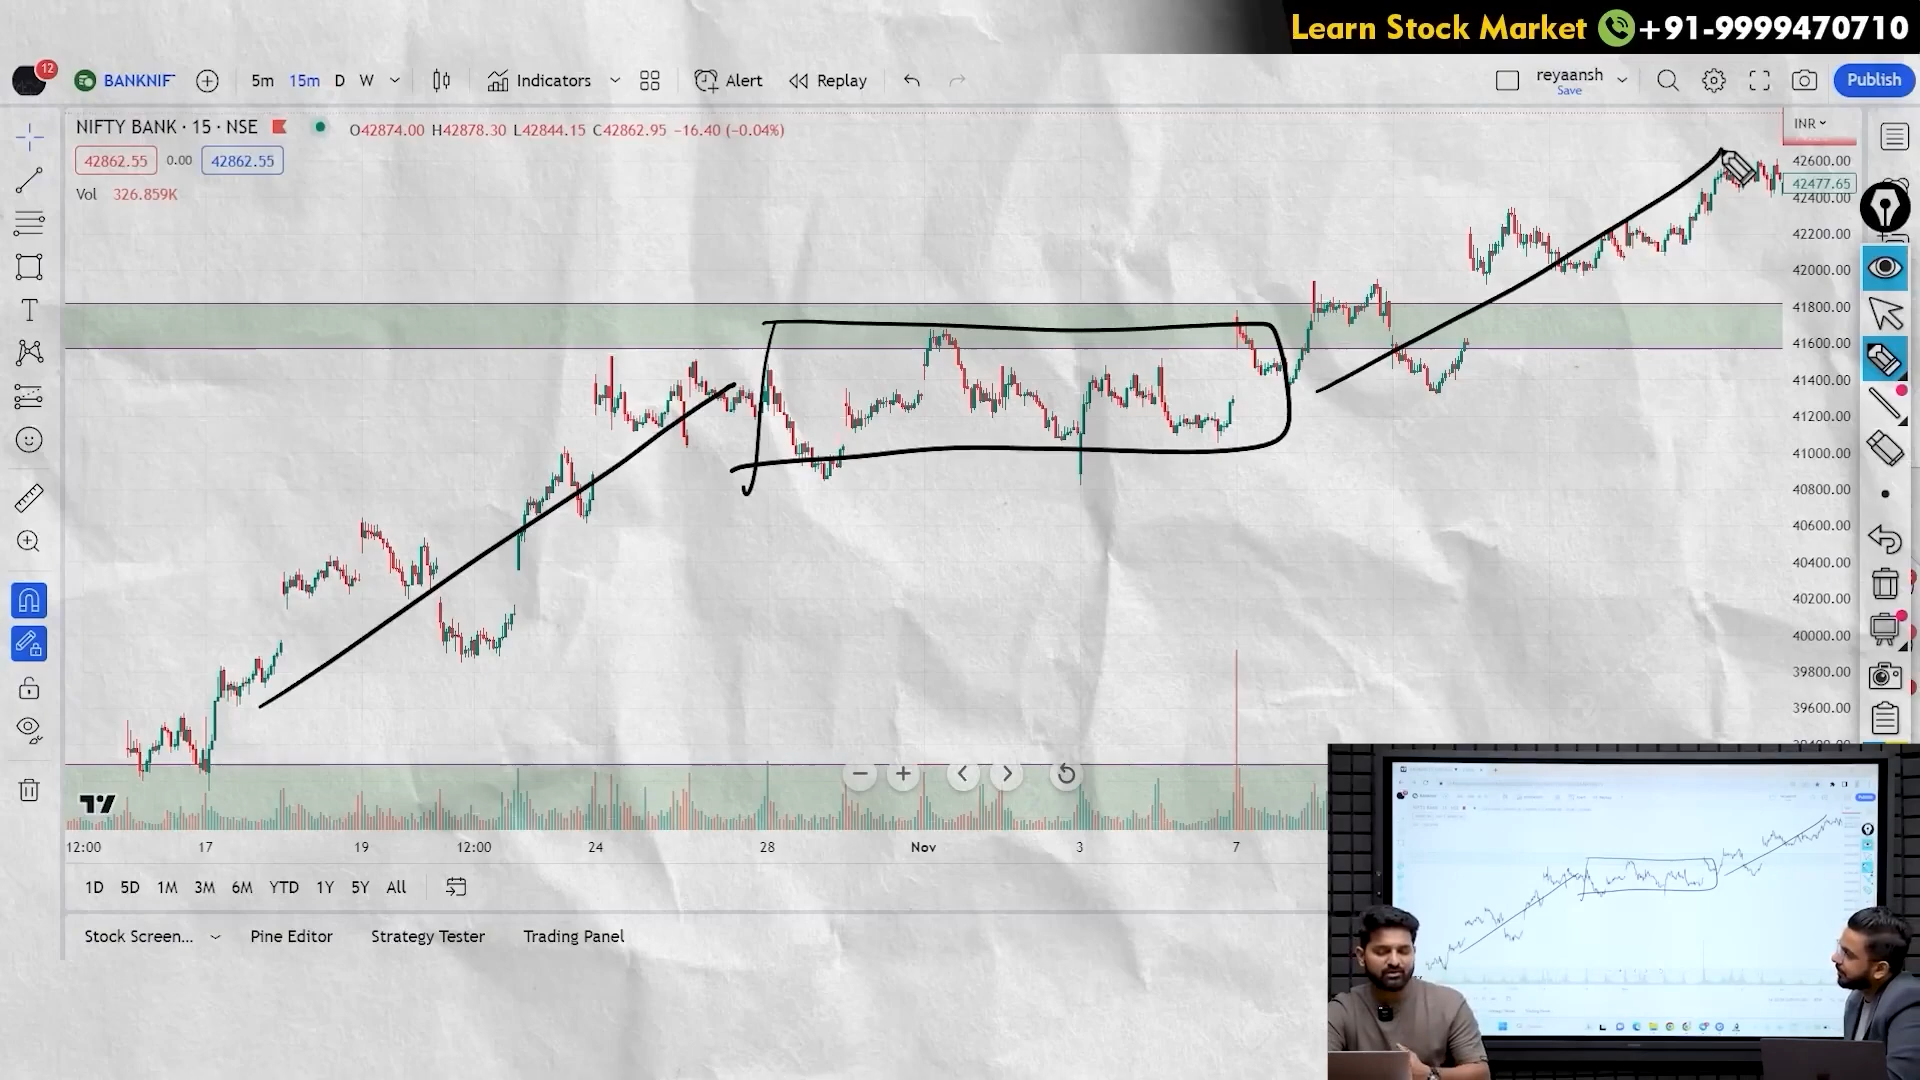 Learn Stock Market +91-9999470710
12
BANKNIF 5m 15m D W Indicators Alert Replay reyaansh Save Publish
NIFTY BANK · 15 · NSE O42874.00 H42878.30 L42844.15 C42862.95 −16.40 (−0.04%)
INR
42862.55 0.00 42862.55
Vol 326.859K
42600.00
42477.65
42400.00
42200.00
42000.00
41800.00
41600.00
41400.00
41200.00
41000.00
40800.00
40600.00
40400.00
40200.00
40000.00
39800.00
39600.00
12:00 17 19 12:00 24 28 Nov 3 7
1D 5D 1M 3M 6M YTD 1Y 5Y All
Stock Screen... Pine Editor Strategy Tester Trading Panel